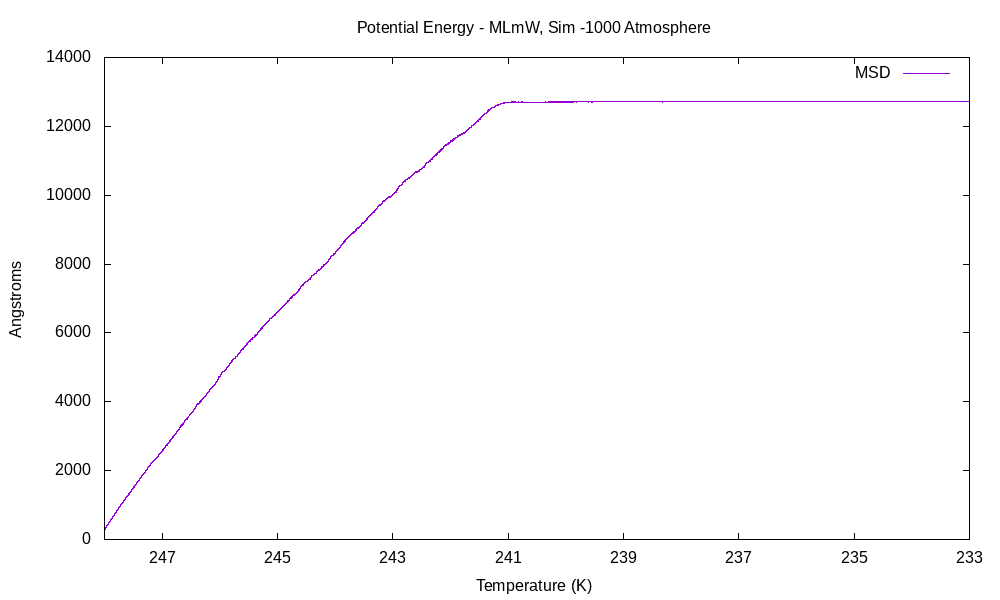 Potential Energy - MLmW, Sim -1000 Atmosphere
MSD
14000
12000
10000
8000
6000
4000
2000
0
Angstroms
247 245 243 241 239 237 235 233
Temperature (K)